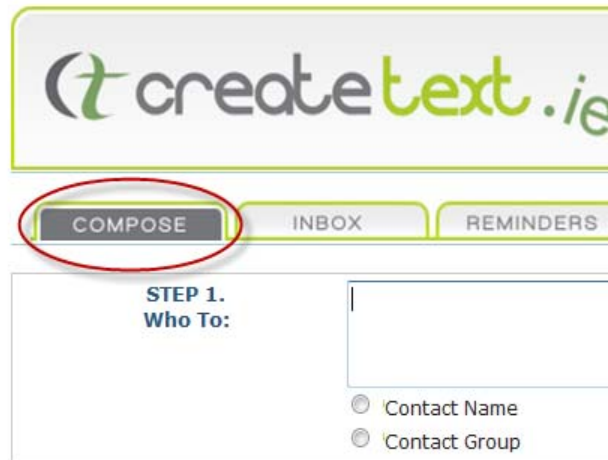 createtext.ie
COMPOSE INBOX REMINDERS
STEP 1.
Who To:
Contact Name
Contact Group